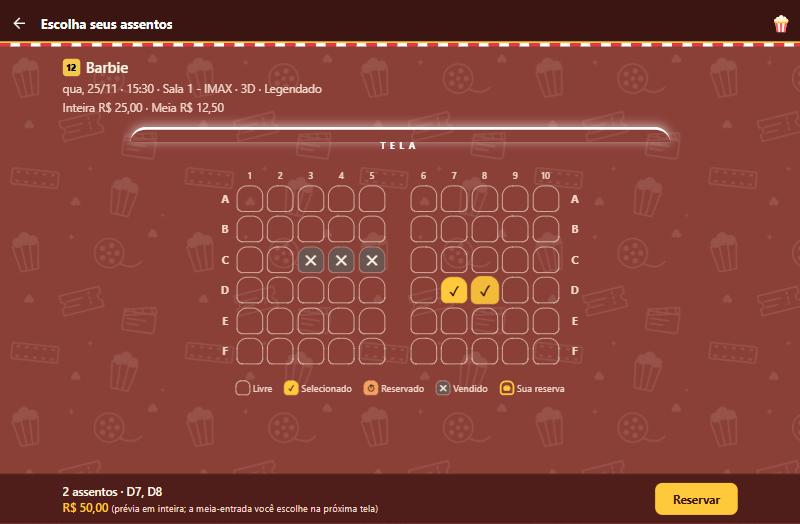 Escolha seus assentos
12 Barbie
qua, 25/11 · 15:30 · Sala 1 - IMAX · 3D · Legendado
Inteira R$ 25,00 · Meia R$ 12,50
TELA
1 2 3 4 5 6 7 8 9 10
A A
B B
C C
D D
E E
F F
Livre Selecionado Reservado Vendido Sua reserva
2 assentos · D7, D8
R$ 50,00 (prévia em inteira; a meia-entrada você escolhe na próxima tela)
Reservar